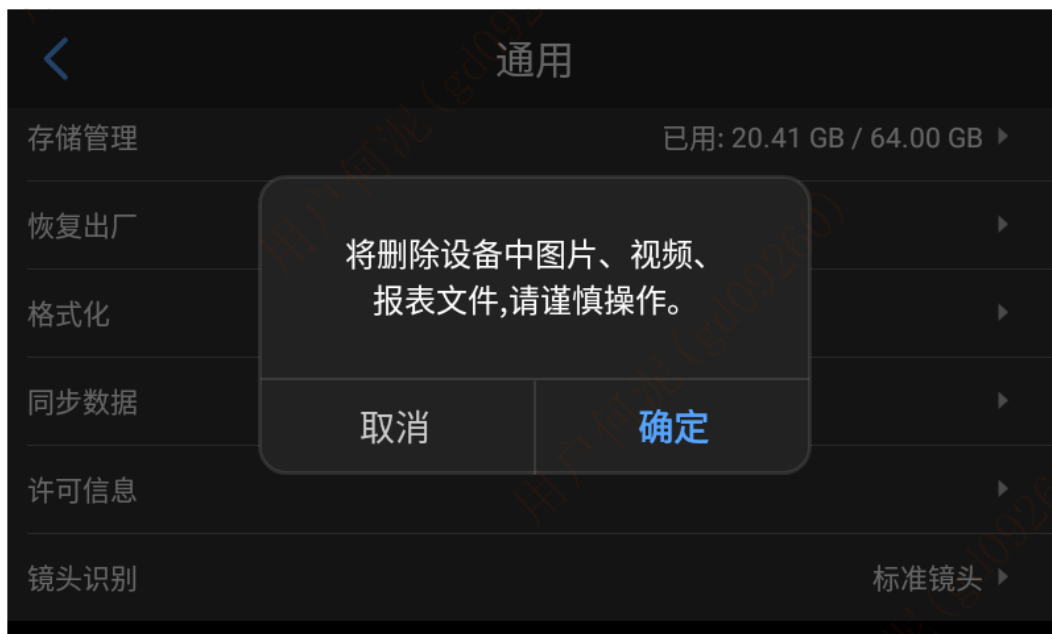 通用
存储管理 已用: 20.41 GB / 64.00 GB
恢复出厂
将删除设备中图片、视频、
报表文件,请谨慎操作。
格式化
同步数据
取消 确定
许可信息
镜头识别 标准镜头